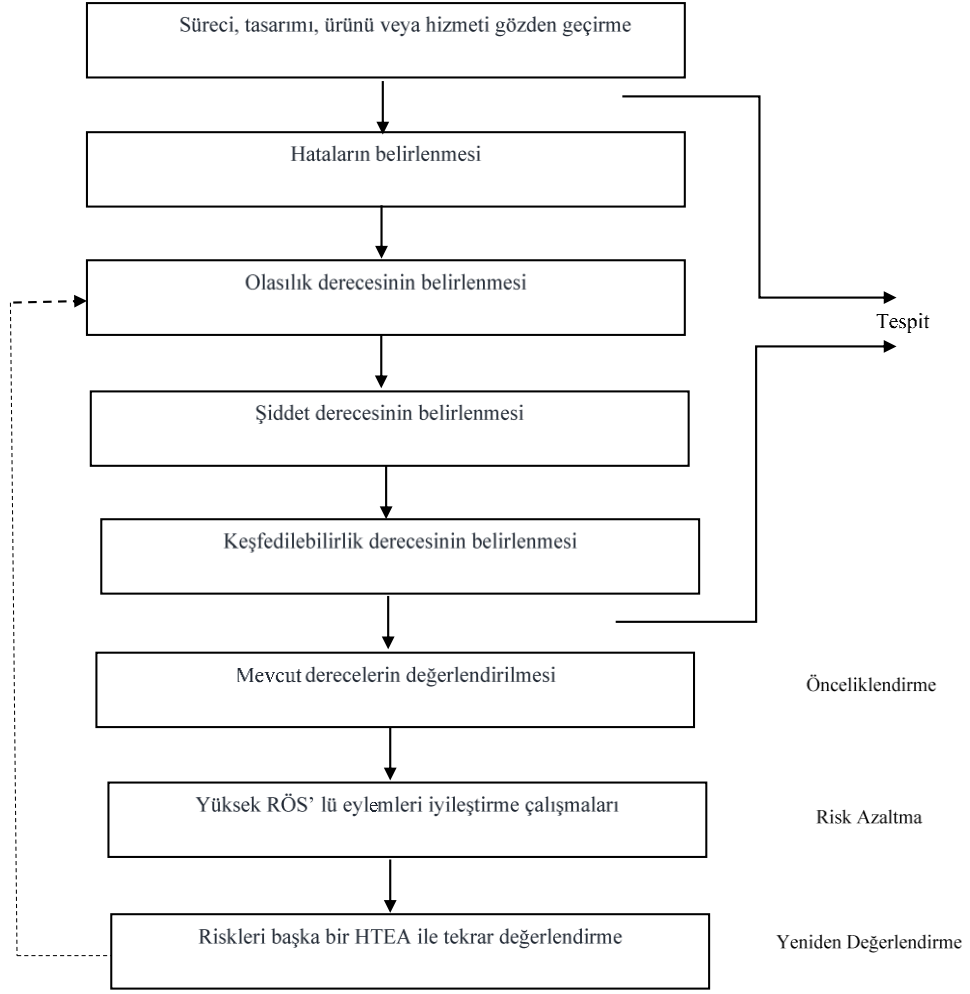 Süreci, tasarımı, ürünü veya hizmeti gözden geçirme
Hataların belirlenmesi
Olasılık derecesinin belirlenmesi
Tespit
Şiddet derecesinin belirlenmesi
Keşfedilebilirlik derecesinin belirlenmesi
Mevcut derecelerin değerlendirilmesi
Önceliklendirme
Yüksek RÖS’ lü eylemleri iyileştirme çalışmaları
Risk Azaltma
Riskleri başka bir HTEA ile tekrar değerlendirme
Yeniden Değerlendirme